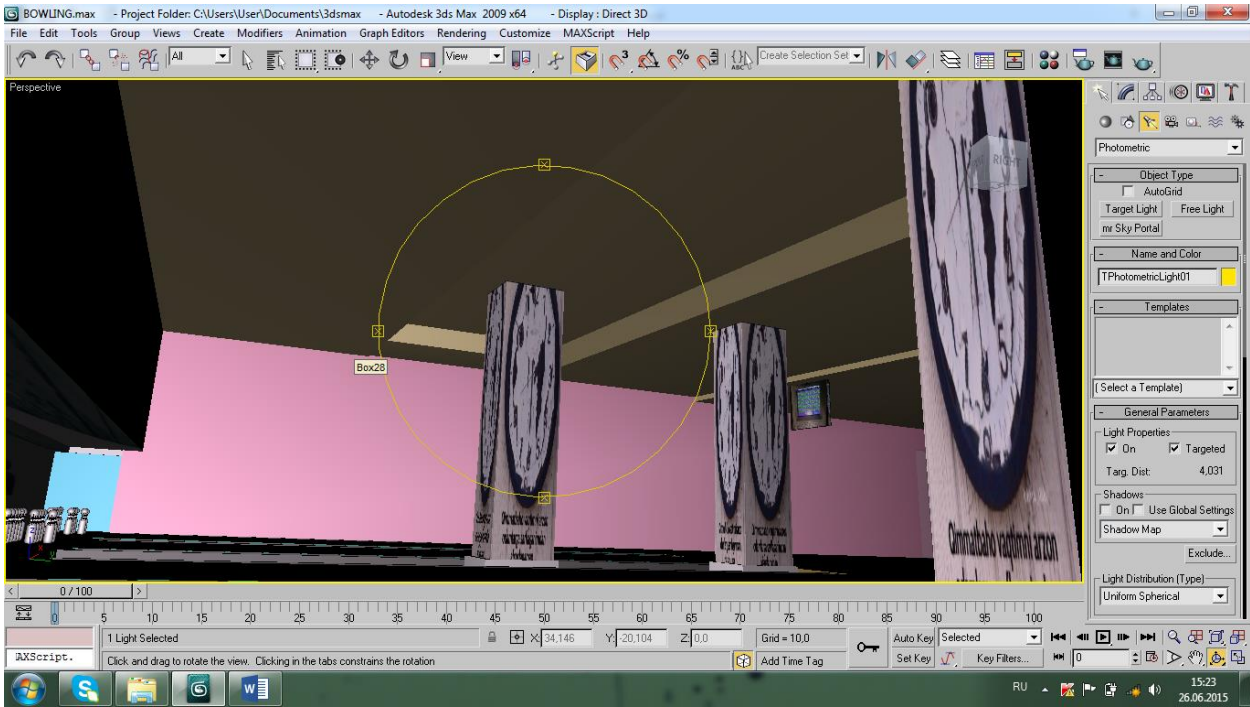 BOWLING.max - Project Folder: C:\Users\User\Documents\3dsmax - Autodesk 3ds Max 2009 x64 - Display : Direct 3D
File Edit Tools Group Views Create Modifiers Animation Graph Editors Rendering Customize MAXScript Help
All View Create Selection Set
Perspective
RIGHT
Photometric
Object Type
AutoGrid
Target Light Free Light
mr Sky Portal
Name and Color
TPhotometricLight01
Templates
(Select a Template)
General Parameters
Light Properties
On Targeted
Targ. Dist: 4,031
Shadows
On Use Global Settings
Shadow Map
Exclude...
Light Distribution (Type)
Uniform Spherical
Box28
Qimmatbaho vaqtimni arzon
0 / 100
0 5 10 15 20 25 30 35 40 45 50 55 60 65 70 75 80 85 90 95 100
1 Light Selected X: 34,146 Y: -20,104 Z: 0,0 Grid = 10,0 Auto Key Selected
AXScript. Click and drag to rotate the view. Clicking in the tabs constrains the rotation Add Time Tag Set Key Key Filters... 0
RU 15:23
26.06.2015